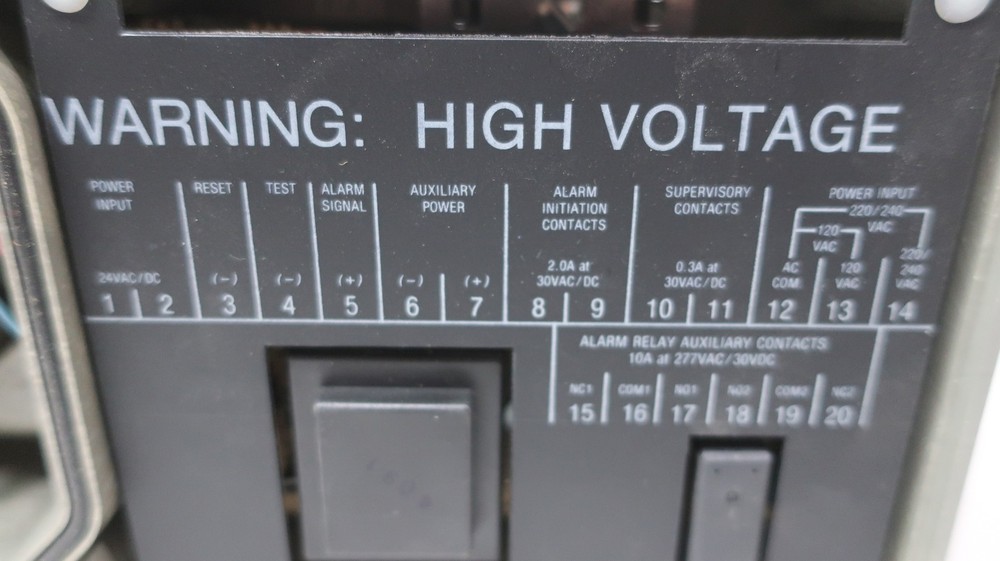 WARNING: HIGH VOLTAGE
POWER INPUT
RESET
TEST
ALARM SIGNAL
AUXILIARY POWER
ALARM INITIATION CONTACTS
SUPERVISORY CONTACTS
POWER INPUT
220/240 VAC
120 VAC
24VAC/DC
(-)
(-)
(+)
(-)
(+)
2.0A at 30VAC/DC
0.3A at 30VAC/DC
AC COM
120 VAC
220/ 240 VAC
1 2 3 4 5 6 7 8 9 10 11 12 13 14
ALARM RELAY AUXILIARY CONTACTS
10A at 277VAC/30VDC
NC1 COM1 NO1 NO2 COM2 NC2
15 16 17 18 19 20